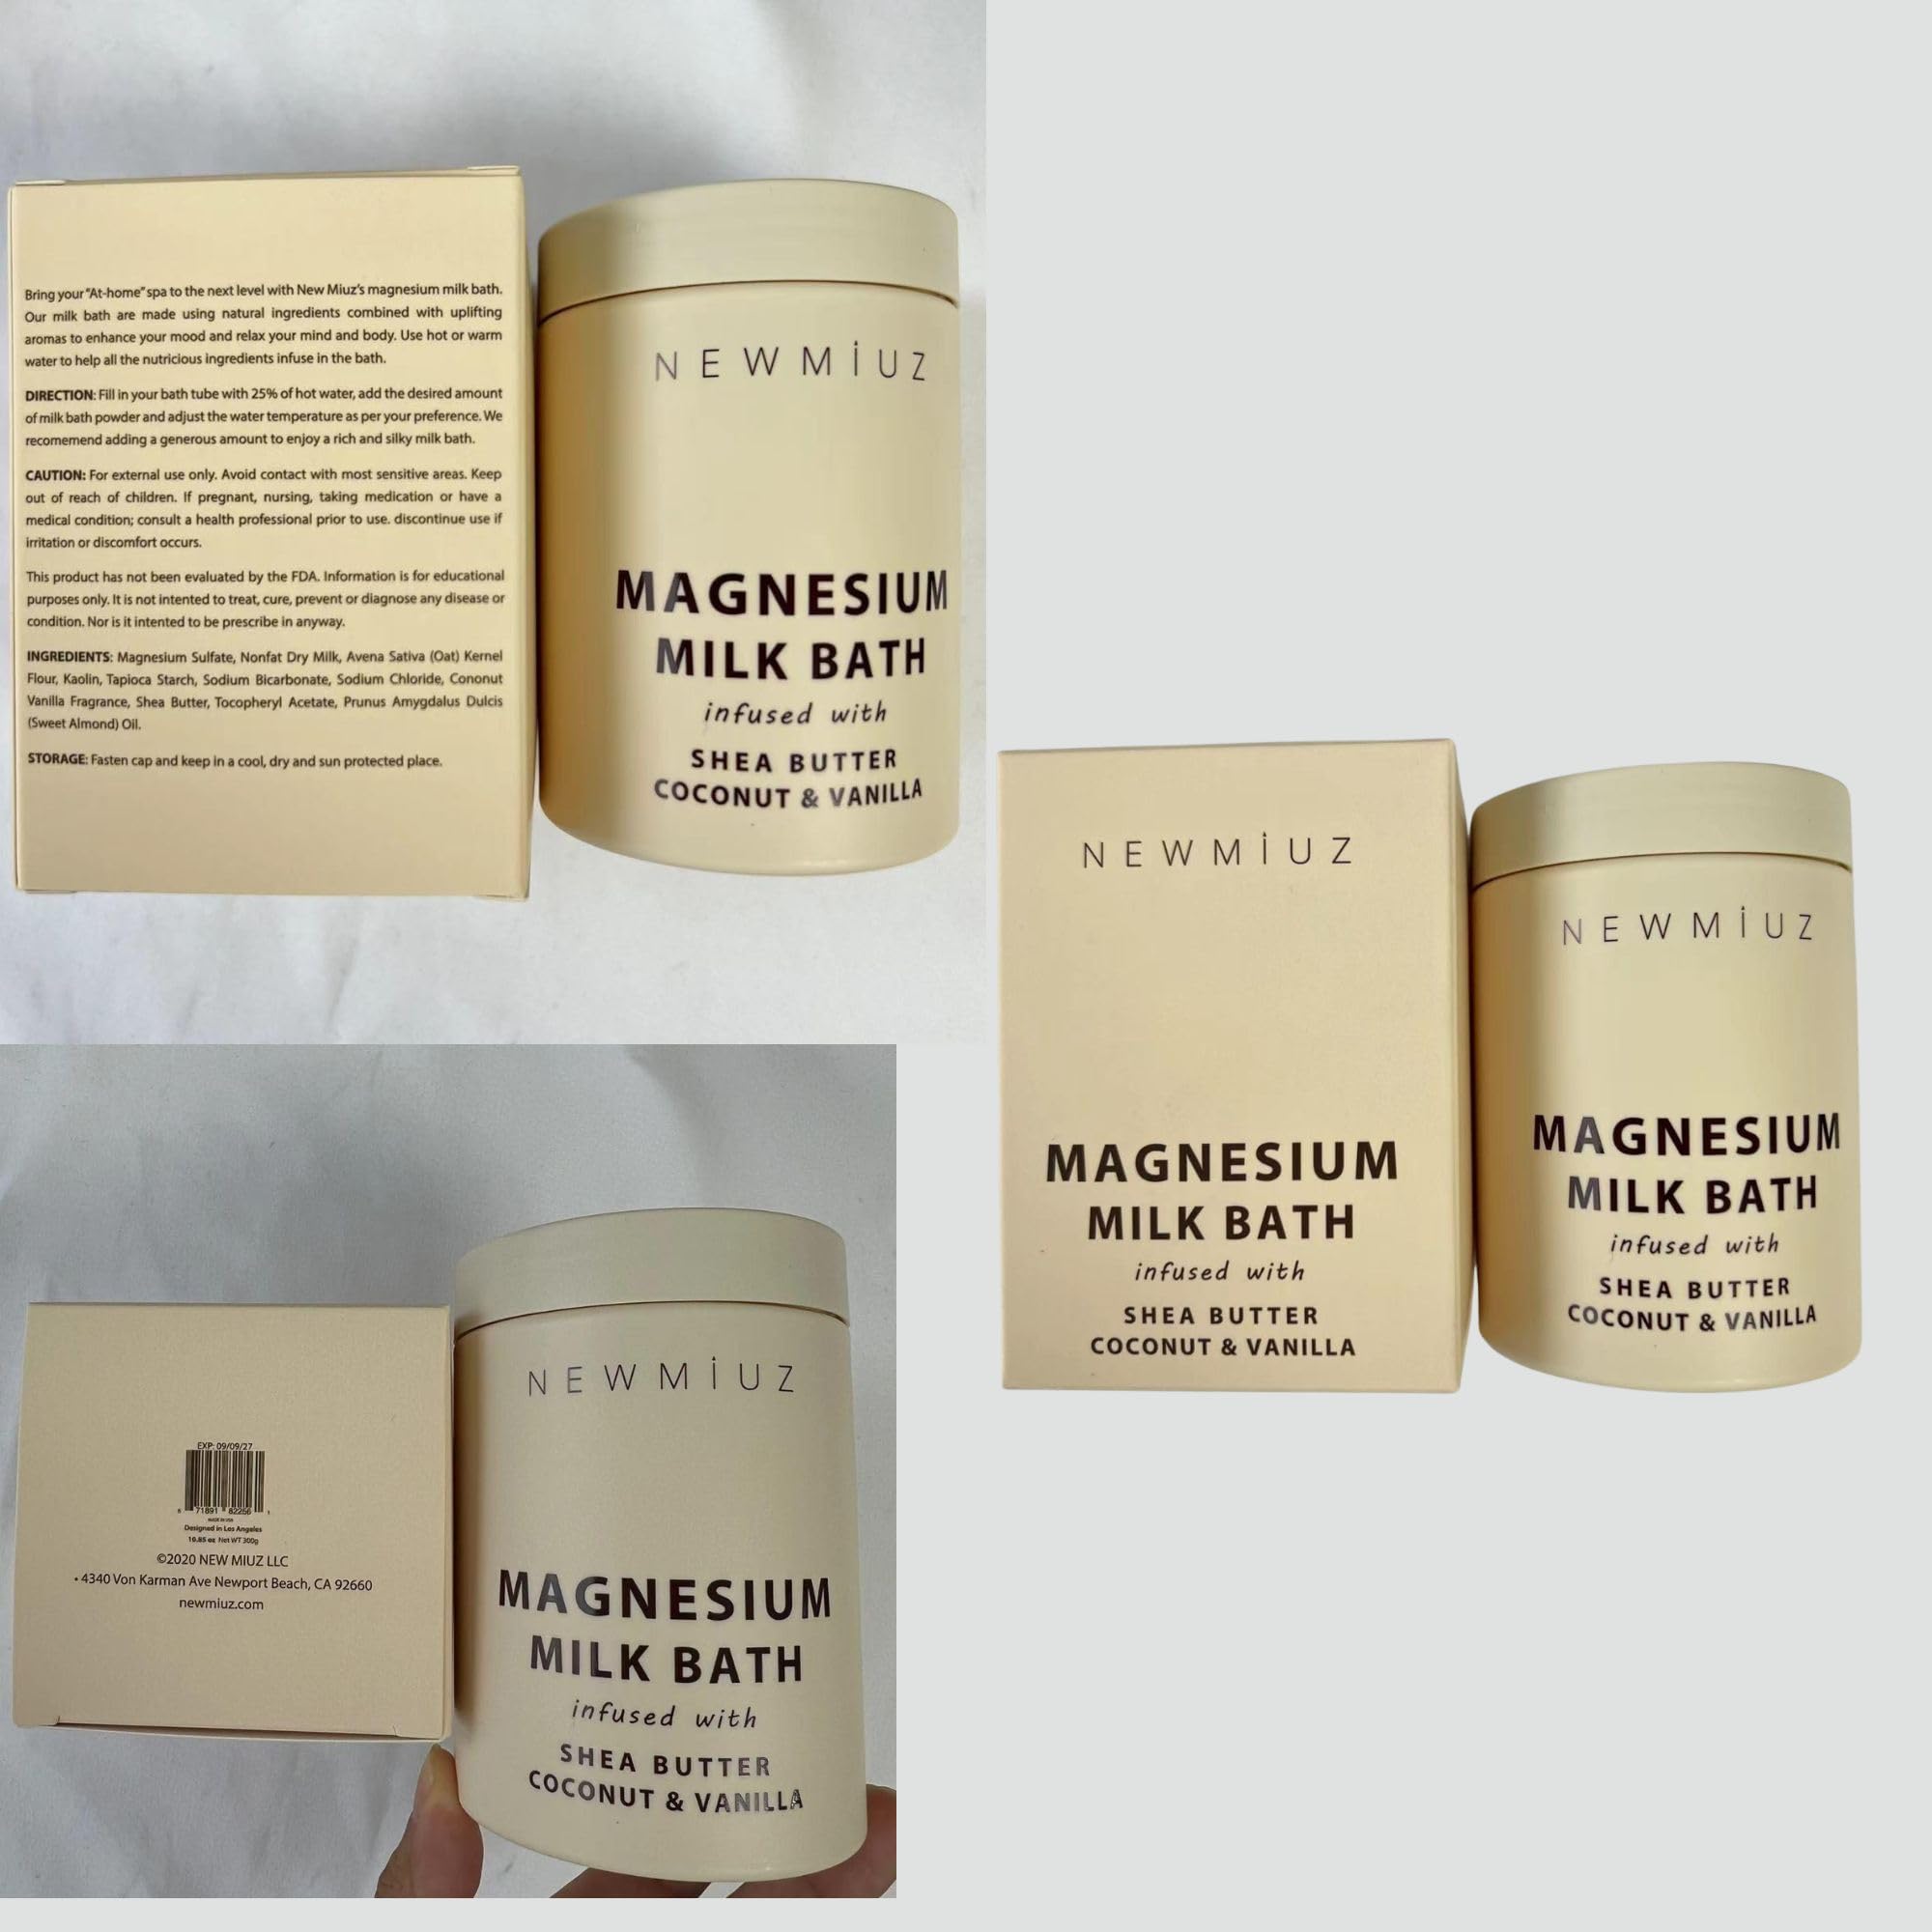 Bring your "At-home" spa to the next level with New Miuz's magnesium milk bath.
Our milk bath are made using natural ingredients combined with uplifting
aromas to enhance your mood and relax your mind and body. Use hot or warm
water to help all the nutricious ingredients infuse in the bath.
DIRECTION: Fill in your bath tube with 25% of hot water, add the desired amount
of milk bath powder and adjust the water temperature as per your preference. We
recomemend adding a generous amount to enjoy a rich and silky milk bath.
CAUTION: For external use only. Avoid contact with most sensitive areas. Keep
out of reach of children. If pregnant, nursing, taking medication or have a
medical condition; consult a health professional prior to use. discontinue use if
irritation or discomfort occurs.
This product has not been evaluated by the FDA. Information is for educational
purposes only. It is not intented to treat, cure, prevent or diagnose any disease or
condition. Nor is it intented to be prescribe in anyway.
INGREDIENTS: Magnesium Sulfate, Nonfat Dry Milk, Avena Sativa (Oat) Kernel
Flour, Kaolin, Tapioca Starch, Sodium Bicarbonate, Sodium Chloride, Cononut
Vanilla Fragrance, Shea Butter, Tocopheryl Acetate, Prunus Amygdalus Dulcis
(Sweet Almond) Oil.
STORAGE: Fasten cap and keep in a cool, dry and sun protected place.
NEWMiUZ
MAGNESIUM
MILK BATH
infused with
SHEA BUTTER
COCONUT & VANILLA
NEWMiUZ
MAGNESIUM
MILK BATH
infused with
SHEA BUTTER
COCONUT & VANILLA
NEWMiUZ
MAGNESIUM
MILK BATH
infused with
SHEA BUTTER
COCONUT & VANILLA
EXP: 09/09/27
6 71891 82266 1
MADE IN USA
Designed in Los Angeles
10.85 oz Net WT 300g
©2020 NEW MIUZ LLC
• 4340 Von Karman Ave Newport Beach, CA 92660
newmiuz.com
NEWMiUZ
MAGNESIUM
MILK BATH
infused with
SHEA BUTTER
COCONUT & VANILLA